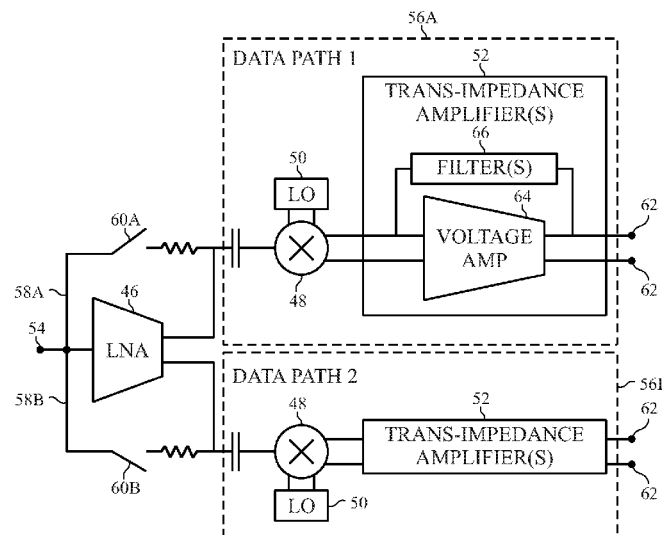 56A
DATA PATH 1
52
TRANS-IMPEDANCE
AMPLIFIER(S)
66
FILTER(S)
50
LO
64
60A
62
VOLTAGE
AMP
62
48
58A
46
54
LNA
58B
DATA PATH 2
48
52
62
TRANS-IMPEDANCE
AMPLIFIER(S)
62
60B
LO
50